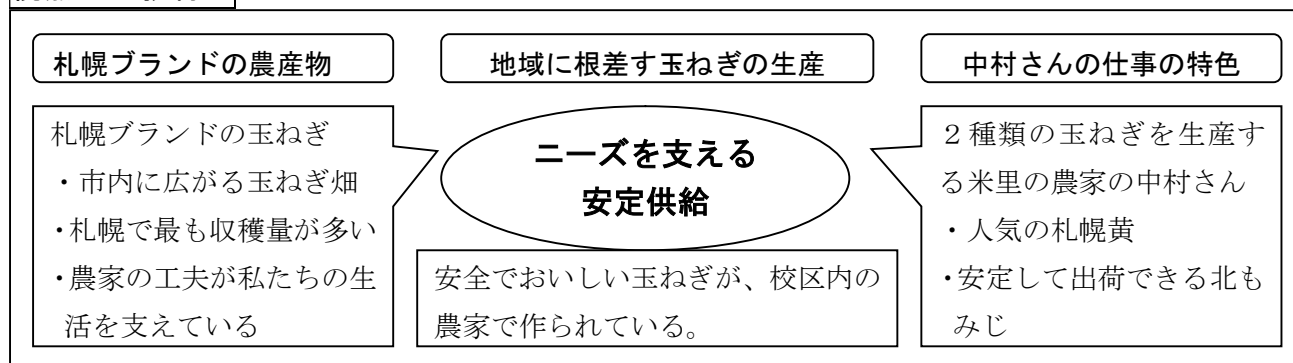 札幌ブランドの農産物
地域に根差す玉ねぎの生産
中村さんの仕事の特色
札幌ブランドの玉ねぎ
・市内に広がる玉ねぎ畑
・札幌で最も収穫量が多い
・農家の工夫が私たちの生
活を支えている
ニーズを支える
安定供給
安全でおいしい玉ねぎが、校区内の
農家で作られている。
２種類の玉ねぎを生産す
る米里の農家の中村さん
・人気の札幌黄
・安定して出荷できる北も
みじ